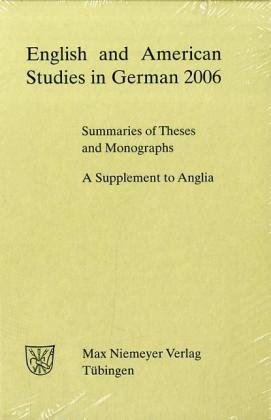 English and American
Studies in German 2006
Summaries of Theses
and Monographs
A Supplement to Anglia
Max Niemeyer Verlag
Tübingen